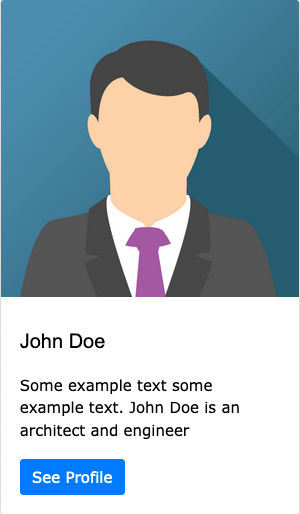 John Doe
Some example text some
example text. John Doe is an
architect and engineer
See Profile